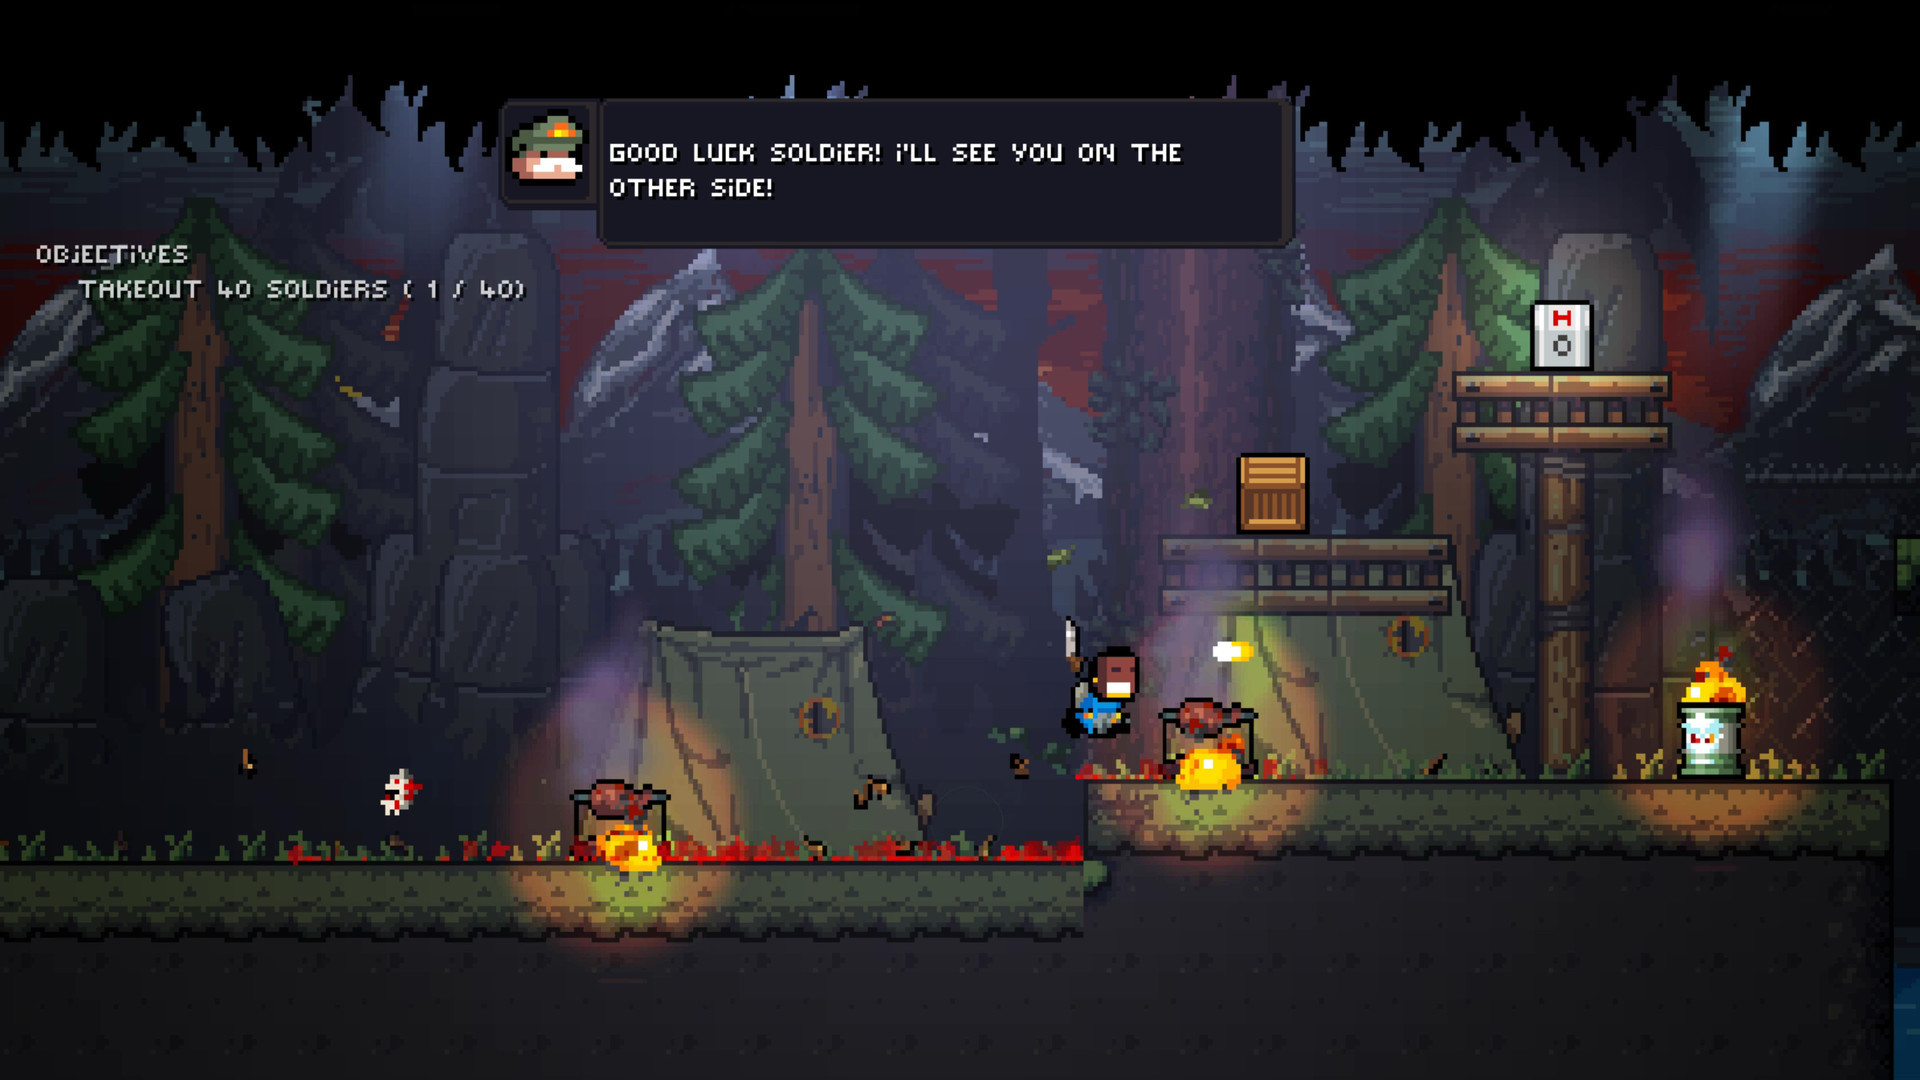 GOOD LUCK SOLDiER! i'LL SEE YOU ON THE
OTHER SiDE!
OBJECTiVES
TAKEOUT 40 SOLDiERS ( 1 / 40)
H
O